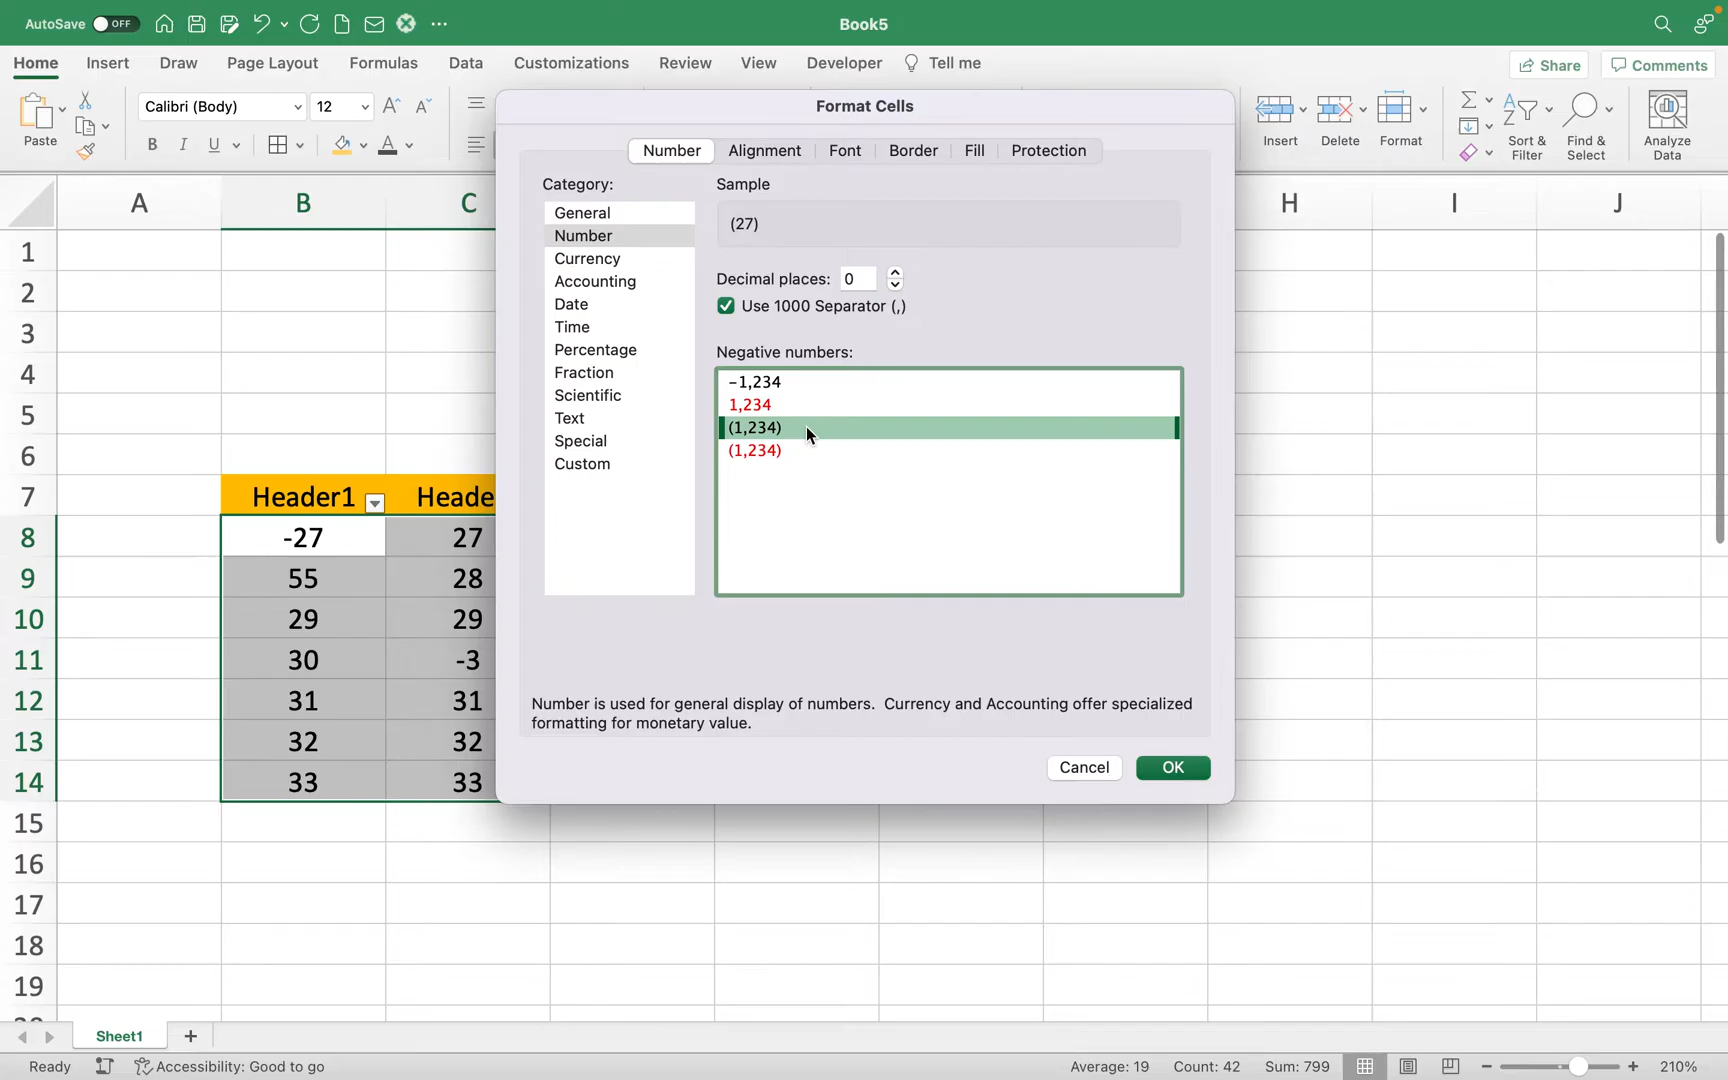 AutoSave OFF Book5
Home Insert Draw Page Layout Formulas Data Customizations Review View Developer Tell me Share Comments
Paste Calibri (Body) 12 B I U A Insert Delete Format Sort & Filter Find & Select Analyze Data
Format Cells
Number Alignment Font Border Fill Protection
Category:
General
Number
Currency
Accounting
Date
Time
Percentage
Fraction
Scientific
Text
Special
Custom
Sample
(27)
Decimal places: 0
Use 1000 Separator (,)
Negative numbers:
-1,234
1,234
(1,234)
(1,234)
Number is used for general display of numbers. Currency and Accounting offer specialized
formatting for monetary value.
Cancel OK
A B C H I J
1
2
3
4
5
6
7 Header1 Heade
8 -27 27
9 55 28
10 29 29
11 30 -3
12 31 31
13 32 32
14 33 33
15
16
17
18
19
Sheet1 +
Ready Accessibility: Good to go Average: 19 Count: 42 Sum: 799 210%